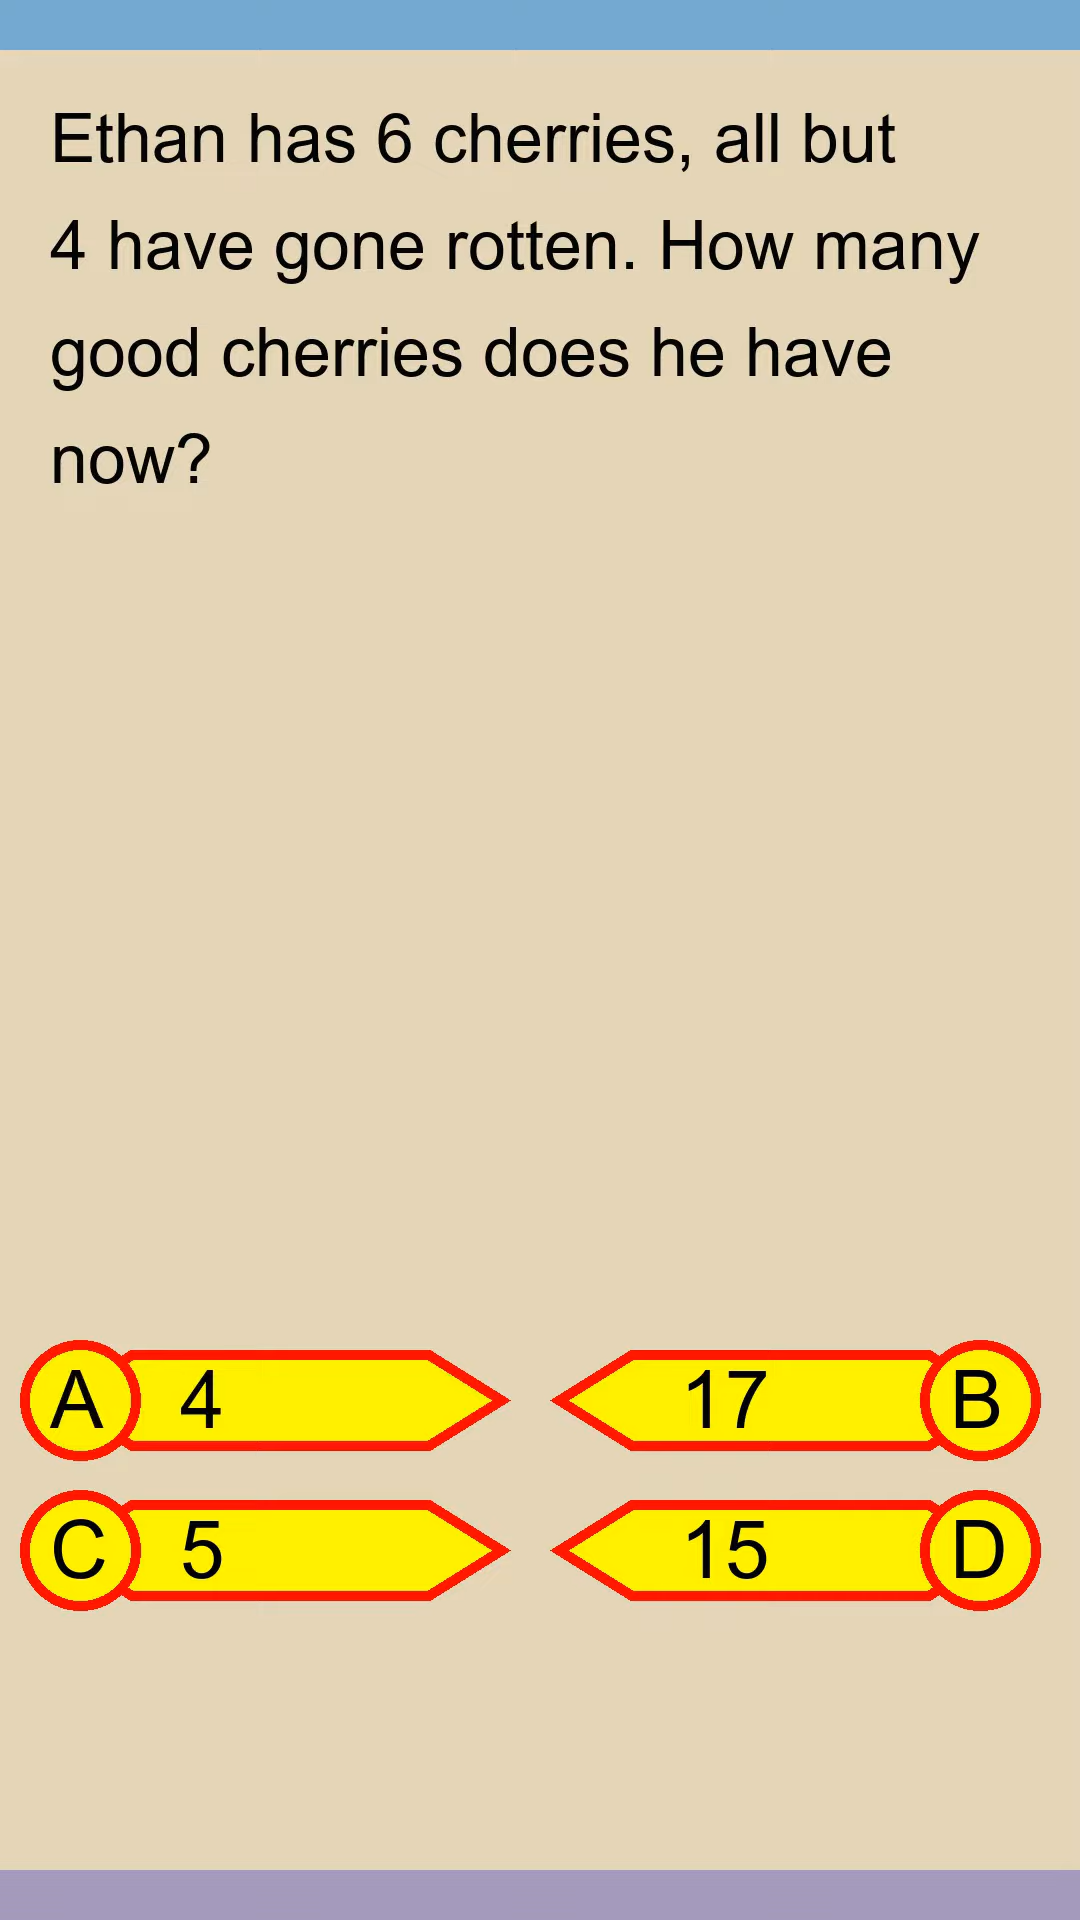 Ethan has 6 cherries, all but
4 have gone rotten. How many
good cherries does he have
now?
A 4
17 B
C 5
15 D